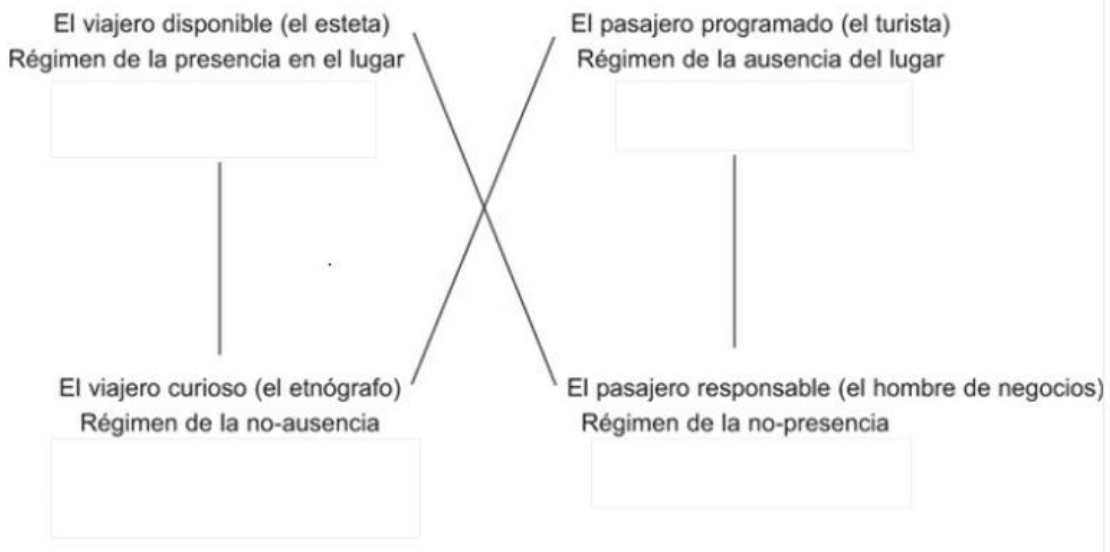 El viajero disponible (el esteta)
Régimen de la presencia en el lugar
El pasajero programado (el turista)
Régimen de la ausencia del lugar
El viajero curioso (el etnógrafo)
Régimen de la no-ausencia
El pasajero responsable (el hombre de negocios)
Régimen de la no-presencia